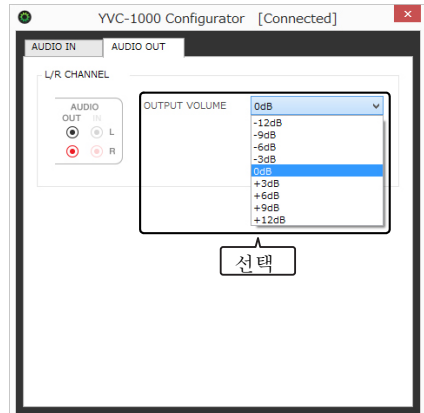 YVC-1000 Configurator [Connected]
AUDIO IN AUDIO OUT
L/R CHANNEL
AUDIO
OUT IN
L
R
OUTPUT VOLUME 0dB
-12dB
-9dB
-6dB
-3dB
0dB
+3dB
+6dB
+9dB
+12dB
선택